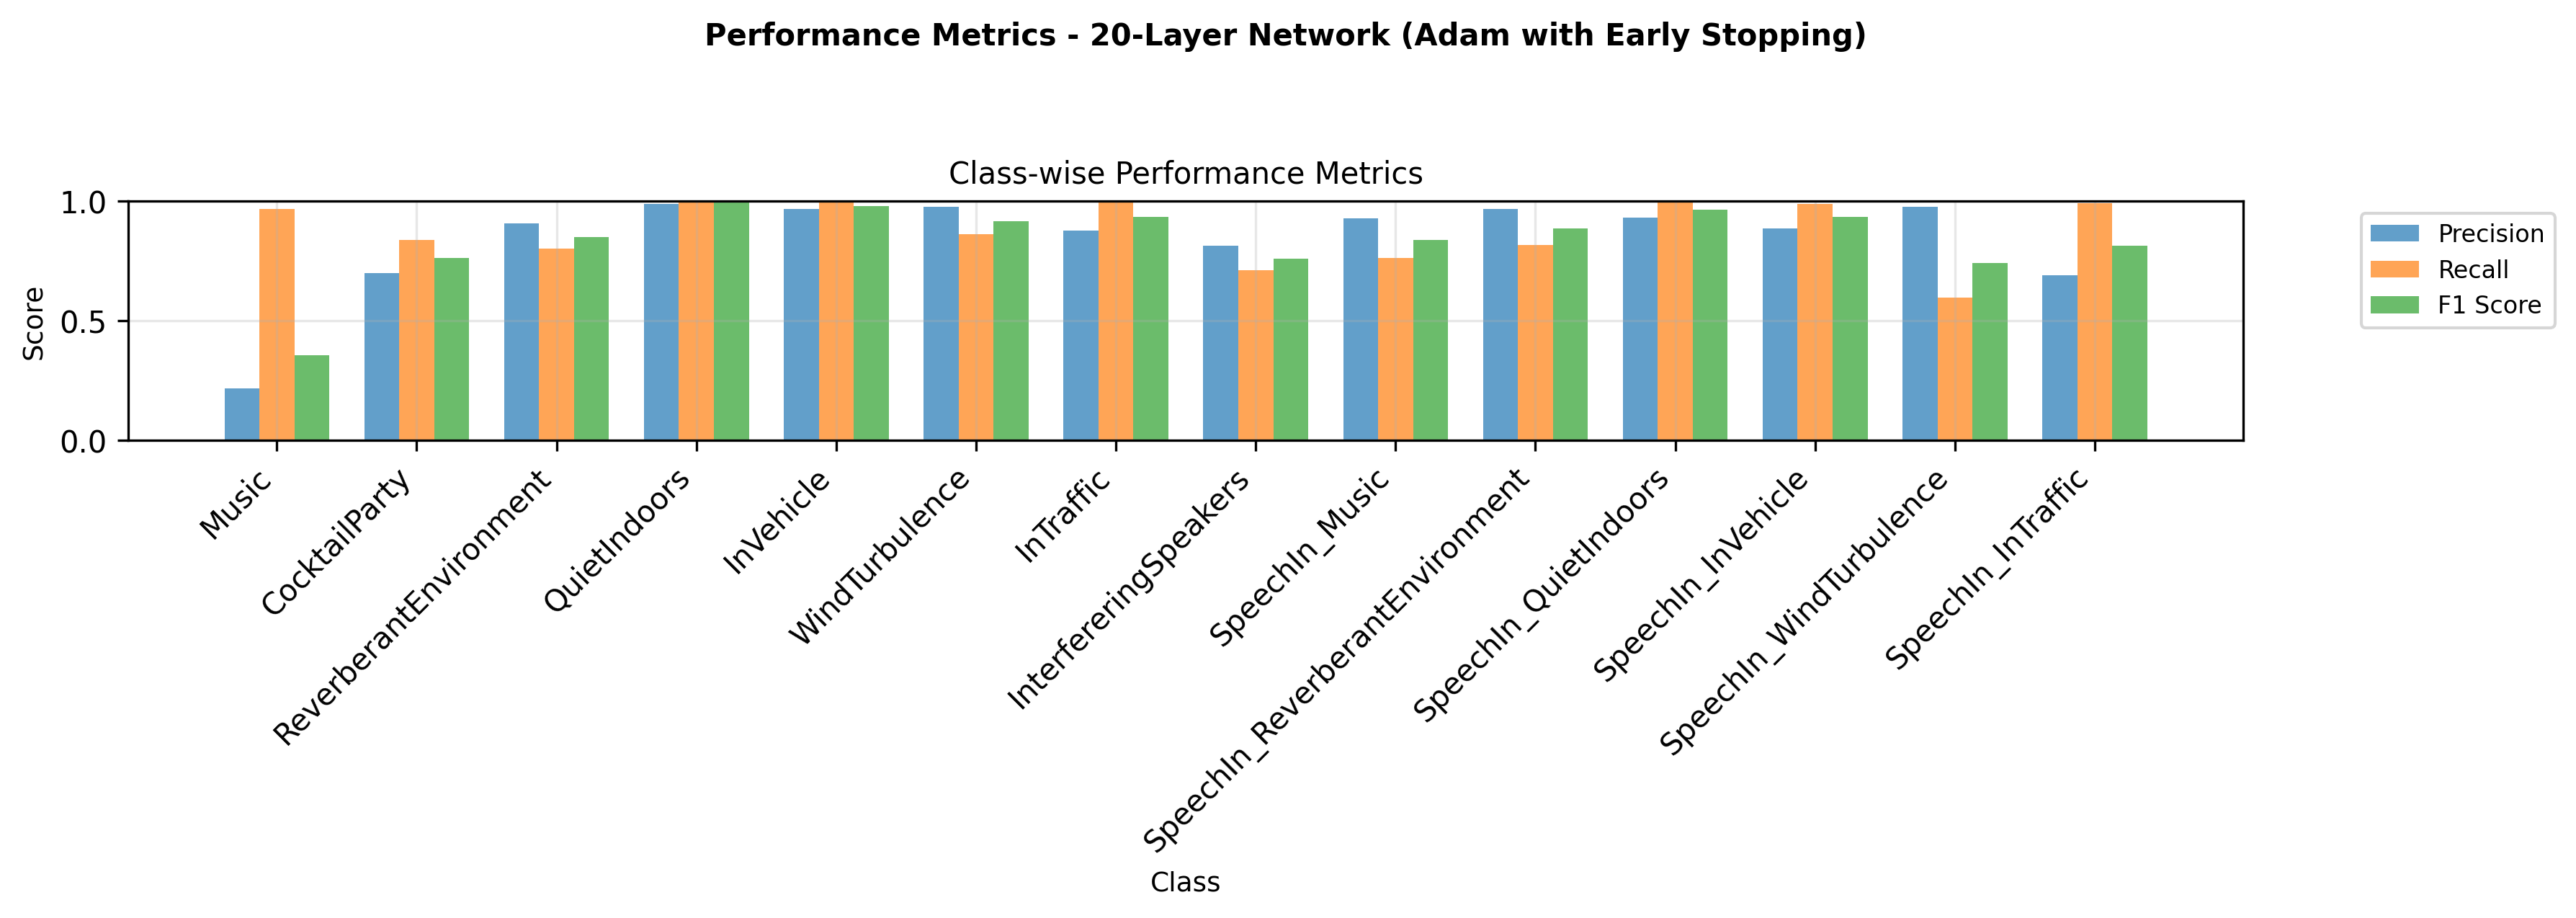 Performance Metrics - 20-Layer Network (Adam with Early Stopping)
Class-wise Performance Metrics
1.0
0.5
0.0
Score
Precision
Recall
F1 Score
Music
CocktailParty
ReverberantEnvironment
QuietIndoors
InVehicle
WindTurbulence
InTraffic
InterferingSpeakers
SpeechIn_Music
SpeechIn_ReverberantEnvironment
SpeechIn_QuietIndoors
SpeechIn_InVehicle
SpeechIn_WindTurbulence
SpeechIn_InTraffic
Class